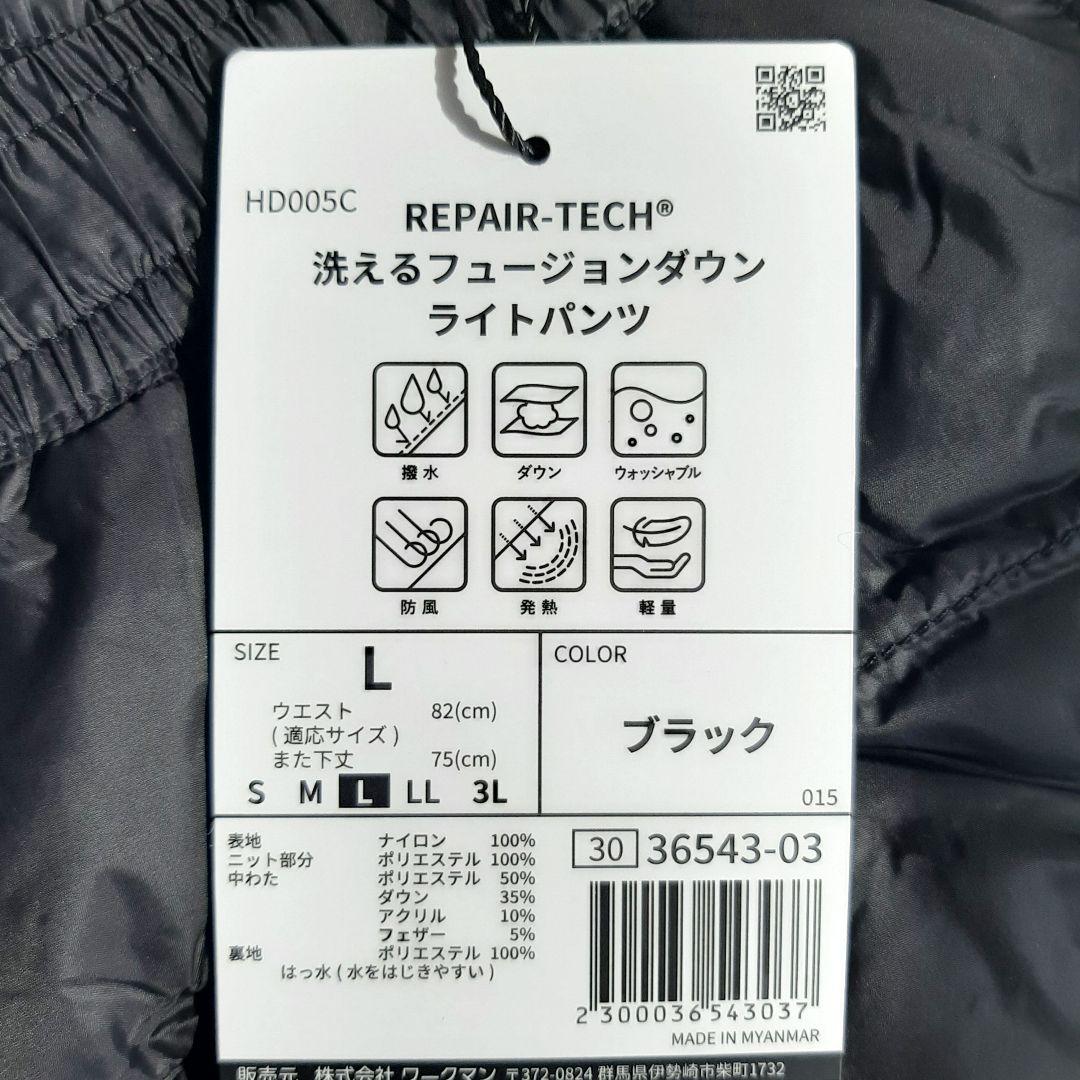 HD005C
REPAIR-TECH®
洗えるフュージョンダウン
ライトパンツ
撥水 ダウン ウォッシャブル
防風 発熱 軽量
SIZE
L
ウエスト 82(cm)
(適応サイズ)
また下丈 75(cm)
S M L LL 3L
COLOR
ブラック
015
表地 ナイロン 100%
ニット部分 ポリエステル 100%
中わた ポリエステル 50%
ダウン 35%
アクリル 10%
フェザー 5%
裏地 ポリエステル 100%
はっ水(水をはじきやすい)
30 36543-03
2 300036 543037
MADE IN MYANMAR
販売元 株式会社 ワークマン 〒372-0824 群馬県伊勢崎市柴町1732